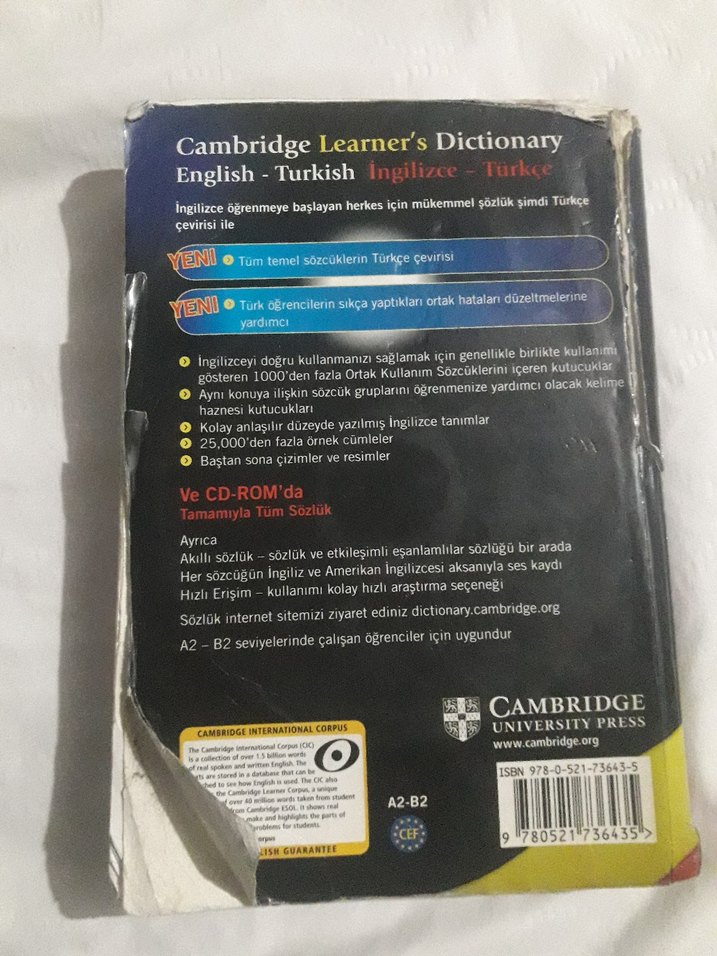 Cambridge Learner's Dictionary
English - Turkish İngilizce – Türkçe
İngilizce öğrenmeye başlayan herkes için mükemmel sözlük şimdi Türkçe
çevirisi ile
YENİ Tüm temel sözcüklerin Türkçe çevirisi
YENİ Türk öğrencilerin sıkça yaptıkları ortak hataları düzeltmelerine
yardımcı
İngilizceyi doğru kullanmanızı sağlamak için genellikle birlikte kullanımı
gösteren 1000'den fazla Ortak Kullanım Sözcüklerini içeren kutucuklar
Aynı konuya ilişkin sözcük gruplarını öğrenmenize yardımcı olacak kelime
haznesi kutucukları
Kolay anlaşılır düzeyde yazılmış İngilizce tanımlar
25,000'den fazla örnek cümleler
Baştan sona çizimler ve resimler
Ve CD-ROM'da
Tamamıyla Tüm Sözlük
Ayrıca
Akıllı sözlük – sözlük ve etkileşimli eşanlamlılar sözlüğü bir arada
Her sözcüğün İngiliz ve Amerikan İngilizcesi aksanıyla ses kaydı
Hızlı Erişim – kullanımı kolay hızlı araştırma seçeneği
Sözlük internet sitemizi ziyaret ediniz dictionary.cambridge.org
A2 – B2 seviyelerinde çalışan öğrenciler için uygundur
CAMBRIDGE
UNIVERSITY PRESS
www.cambridge.org
CAMBRIDGE INTERNATIONAL CORPUS
The Cambridge International Corpus (CIC)
is a collection of over 1.5 billion words
of real spoken and written English. The
are stored in a database that can be
to see how English is used. The CIC also
the Cambridge Learner Corpus, a unique
of over 40 million words taken from student
from Cambridge ESOL. It shows real
make and highlights the parts of
problems for students.
GUARANTEE
A2-B2
CEF
ISBN 978-0-521-73643-5
9 780521 736435 >